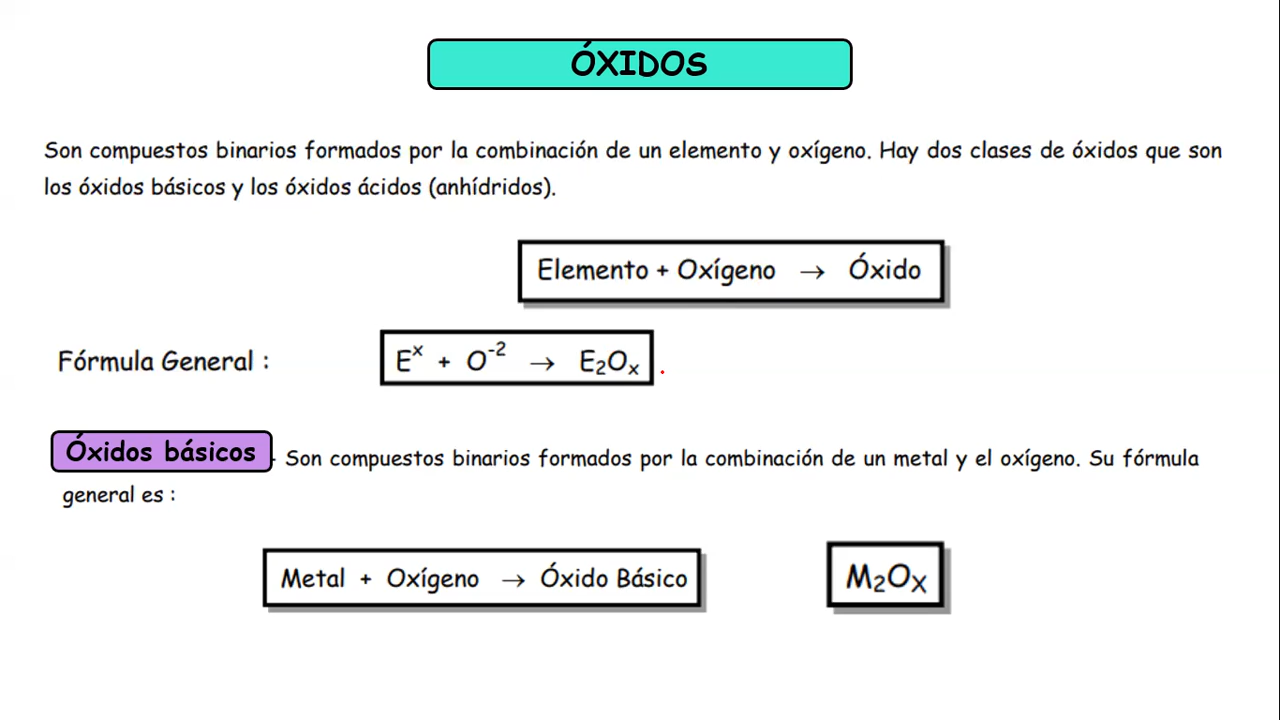 ÓXIDOS
Son compuestos binarios formados por la combinación de un elemento y oxígeno. Hay dos clases de óxidos que son
los óxidos básicos y los óxidos ácidos (anhídridos).
Elemento + Oxígeno → Óxido
Fórmula General : Eˣ + O⁻² → E₂Oₓ
Óxidos básicos - Son compuestos binarios formados por la combinación de un metal y el oxígeno. Su fórmula
general es :
Metal + Oxígeno → Óxido Básico M₂Oₓ